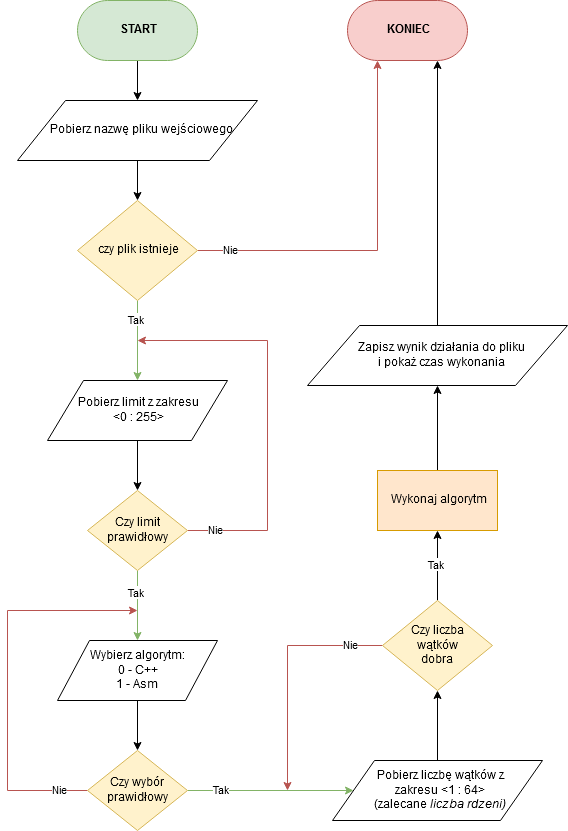 START
KONIEC
Pobierz nazwę pliku wejściowego
czy plik istnieje
Nie
Tak
Pobierz limit z zakresu
<0 : 255>
Czy limit
prawidłowy
Nie
Tak
Wybierz algorytm:
0 - C++
1 - Asm
Czy wybór
prawidłowy
Nie
Tak
Pobierz liczbę wątków z
zakresu <1 : 64>
(zalecane liczba rdzeni)
Czy liczba
wątków
dobra
Nie
Tak
Wykonaj algorytm
Zapisz wynik działania do pliku
i pokaż czas wykonania